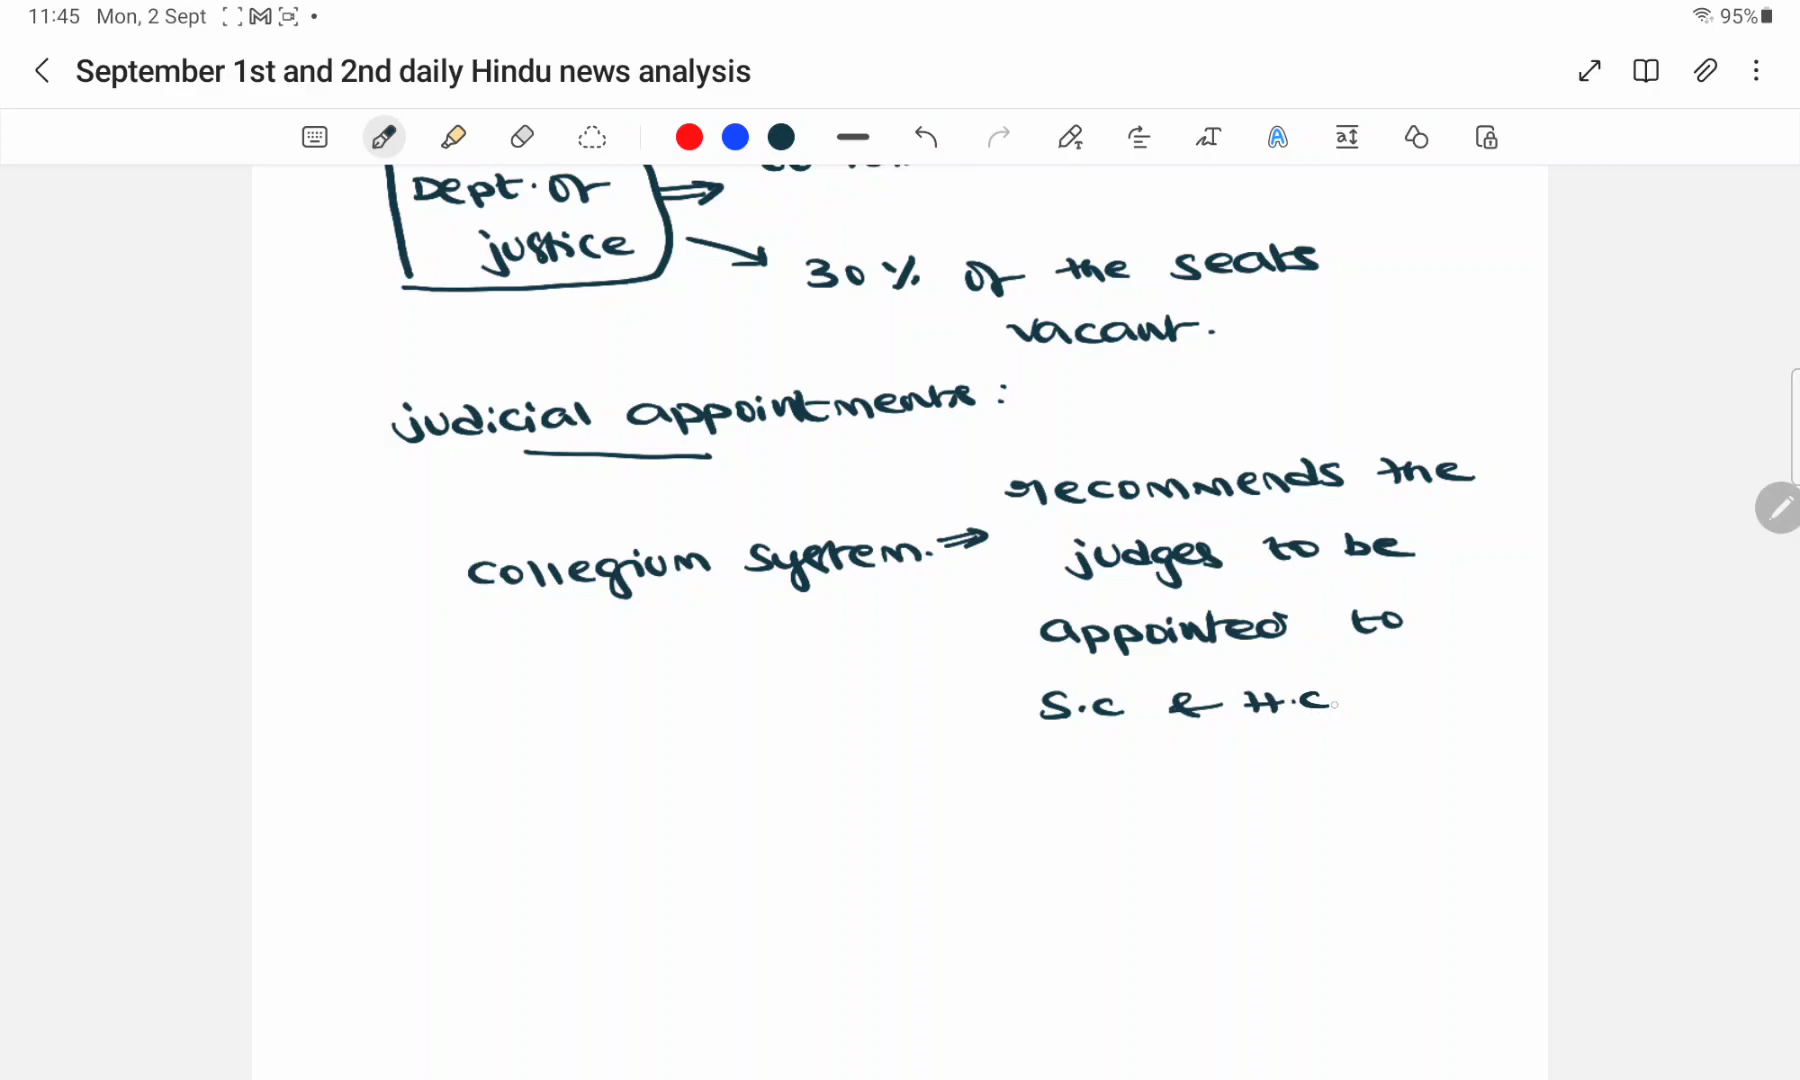 11:45 Mon, 2 Sept 95%
September 1st and 2nd daily Hindu news analysis
Dept. of
justice
30% of the seats
vacant.
judicial appointments:
recommends the
collegium system. ⇒
judges to be
appointed to
S.C & H.C